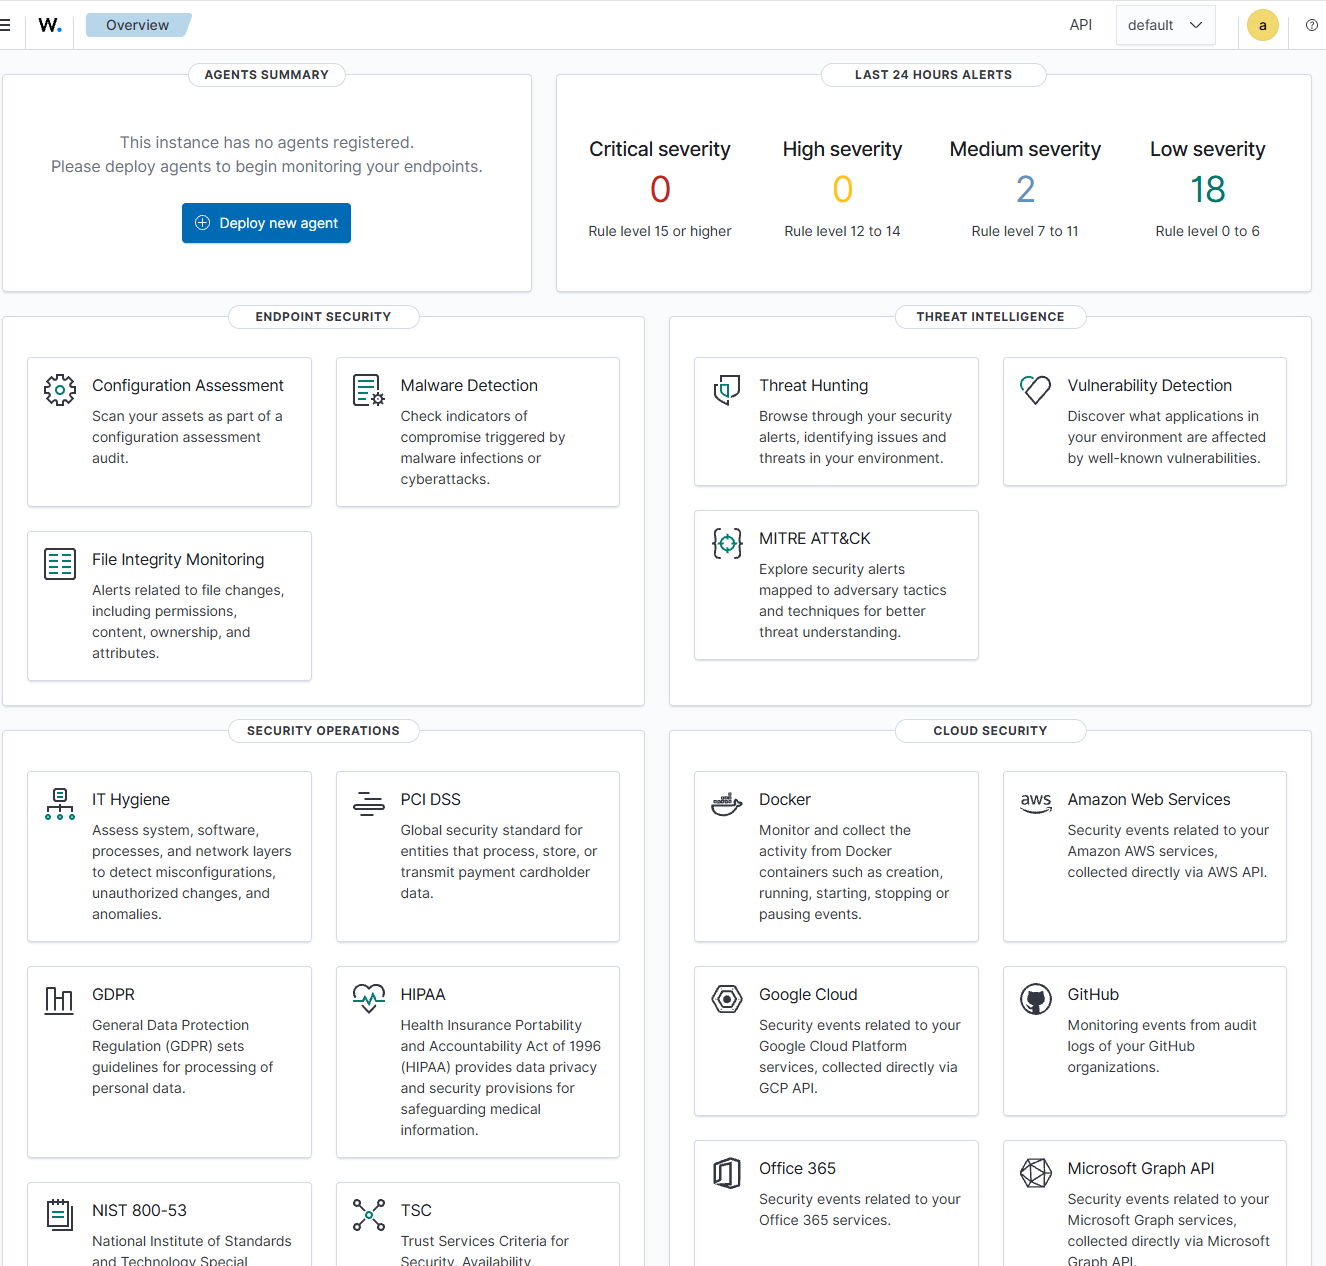 W.
Overview
API
default
a
AGENTS SUMMARY
This instance has no agents registered.
Please deploy agents to begin monitoring your endpoints.
Deploy new agent
LAST 24 HOURS ALERTS
Critical severity
0
Rule level 15 or higher
High severity
0
Rule level 12 to 14
Medium severity
2
Rule level 7 to 11
Low severity
18
Rule level 0 to 6
ENDPOINT SECURITY
Configuration Assessment
Scan your assets as part of a
configuration assessment
audit.
Malware Detection
Check indicators of
compromise triggered by
malware infections or
cyberattacks.
File Integrity Monitoring
Alerts related to file changes,
including permissions,
content, ownership, and
attributes.
THREAT INTELLIGENCE
Threat Hunting
Browse through your security
alerts, identifying issues and
threats in your environment.
Vulnerability Detection
Discover what applications in
your environment are affected
by well-known vulnerabilities.
MITRE ATT&CK
Explore security alerts
mapped to adversary tactics
and techniques for better
threat understanding.
SECURITY OPERATIONS
IT Hygiene
Assess system, software,
processes, and network layers
to detect misconfigurations,
unauthorized changes, and
anomalies.
PCI DSS
Global security standard for
entities that process, store, or
transmit payment cardholder
data.
GDPR
General Data Protection
Regulation (GDPR) sets
guidelines for processing of
personal data.
HIPAA
Health Insurance Portability
and Accountability Act of 1996
(HIPAA) provides data privacy
and security provisions for
safeguarding medical
information.
NIST 800-53
National Institute of Standards
and Technology Special
TSC
Trust Services Criteria for
Security, Availability,
CLOUD SECURITY
Docker
Monitor and collect the
activity from Docker
containers such as creation,
running, starting, stopping or
pausing events.
aws
Amazon Web Services
Security events related to your
Amazon AWS services,
collected directly via AWS API.
Google Cloud
Security events related to your
Google Cloud Platform
services, collected directly via
GCP API.
GitHub
Monitoring events from audit
logs of your GitHub
organizations.
Office 365
Security events related to your
Office 365 services.
Microsoft Graph API
Security events related to your
Microsoft Graph services,
collected directly via Microsoft
Graph API.